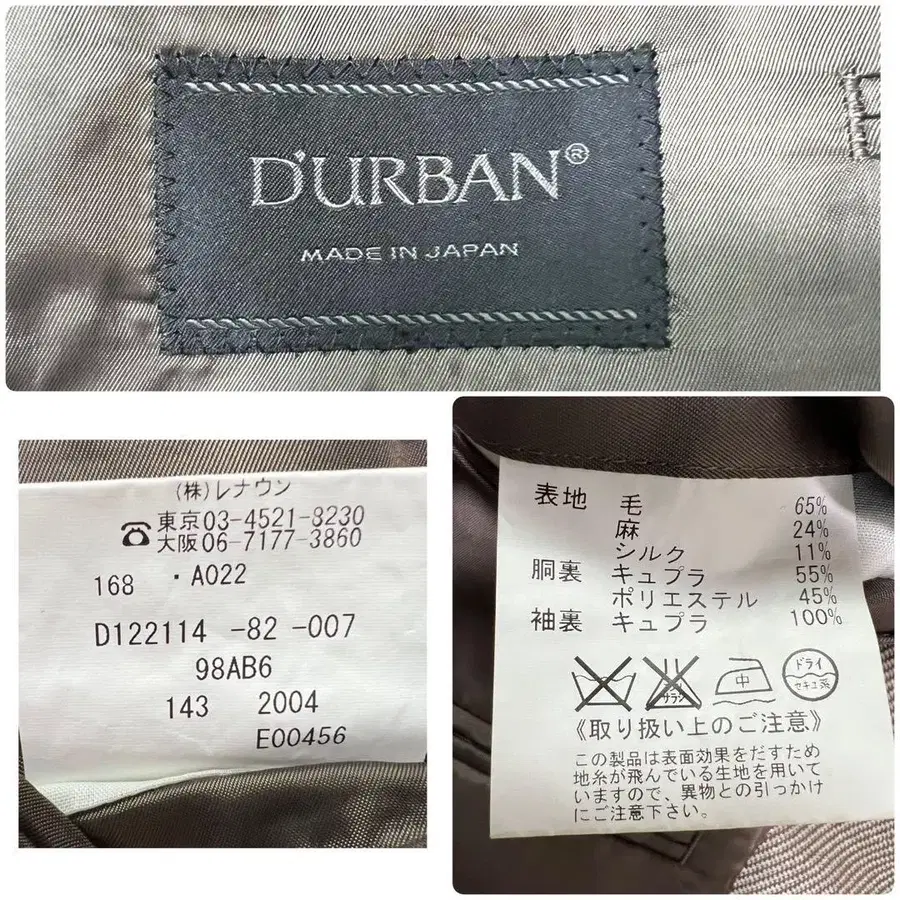 D'URBAN®
MADE IN JAPAN
(株)レナウン
☎東京03-4521-8230
大阪06-7177-3860
168 ・A022
D122114 -82 -007
98AB6
143 2004
E00456
表地 毛 65%
麻 24%
シルク 11%
胴裏 キュプラ 55%
ポリエステル 45%
袖裏 キュプラ 100%
エンソ サラシ 中 ドライ セキユ系
《取り扱い上のご注意》
この製品は表面効果をだすため
地糸が飛んでいる生地を用いて
いますので、異物との引っかけ
にご注意下さい。